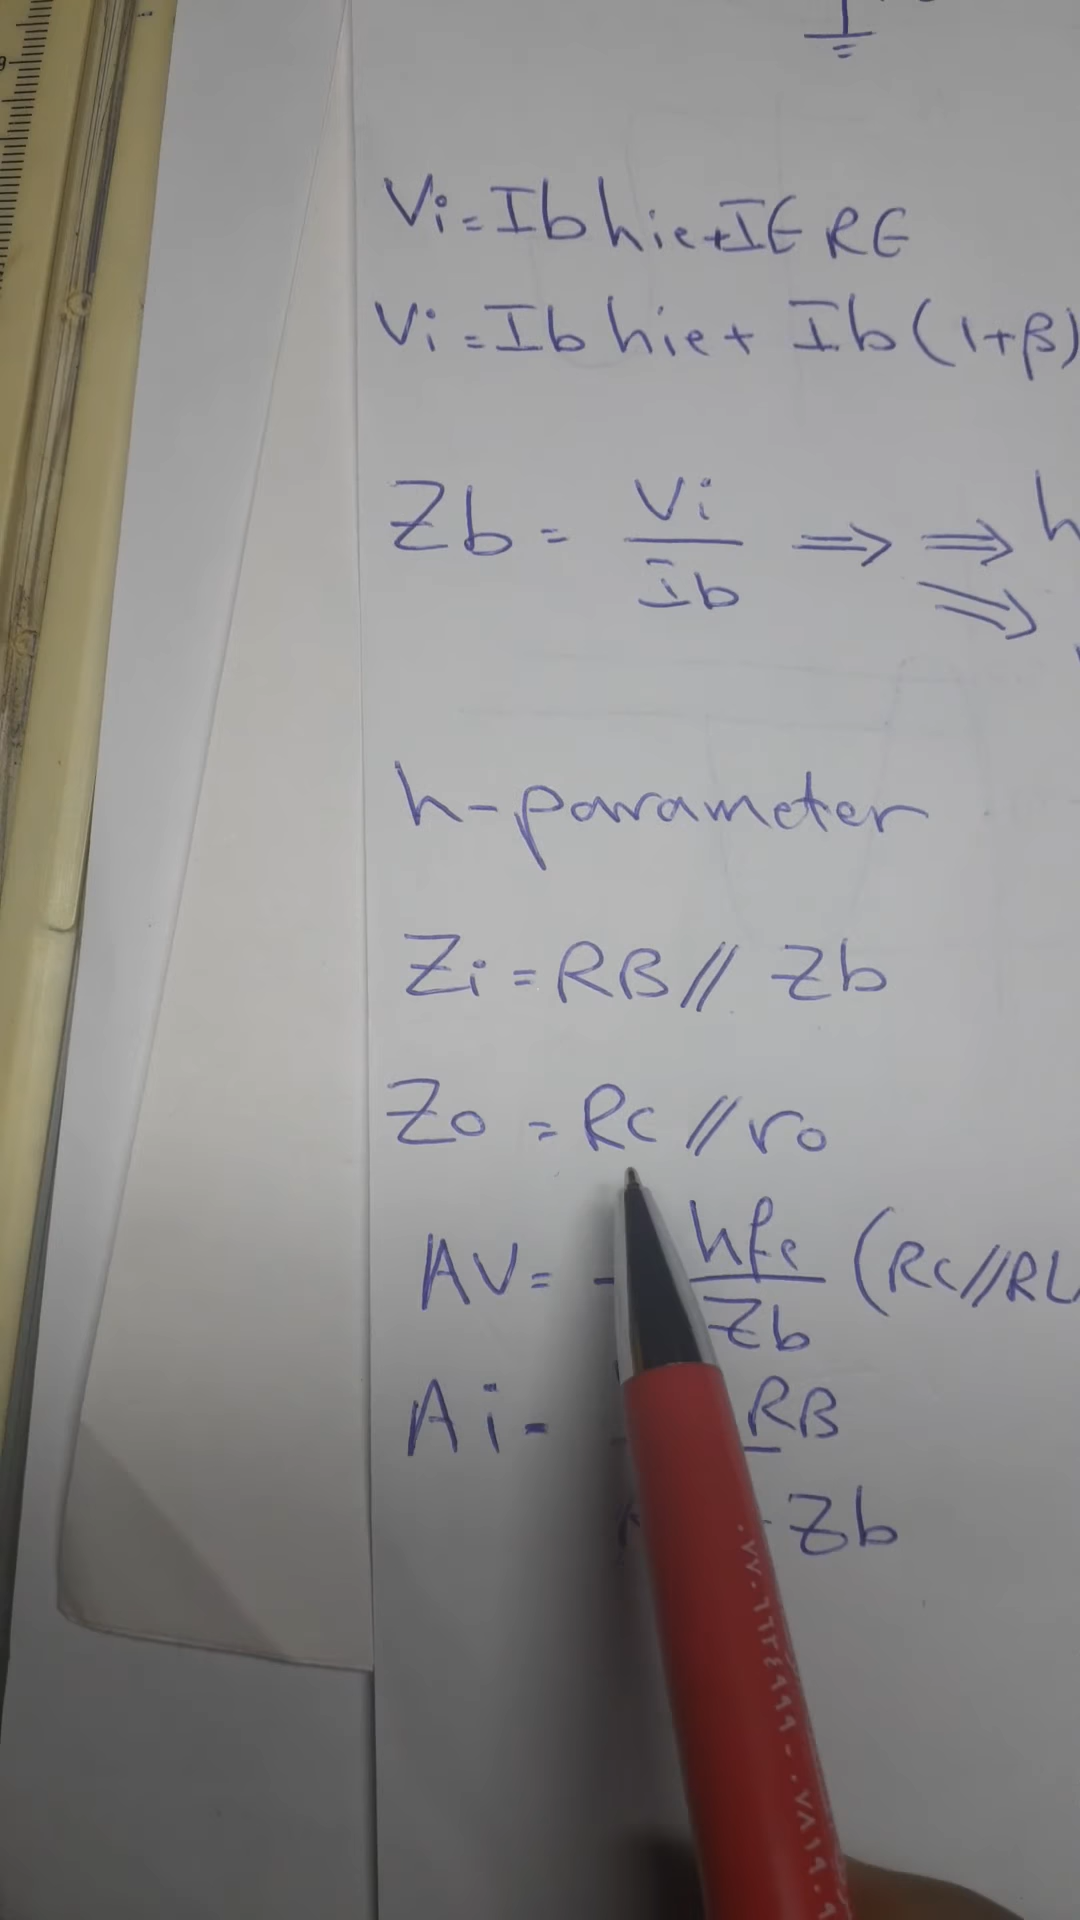 Vi = Ib hie + IE RE
Vi = Ib hie + Ib (1+β)
Zb = Vi / Ib ⇒ ⇒ h
⇒
h-parameter
Zi = RB // Zb
Zo = Rc // ro
AV = - hfe / Zb (Rc//RL
Ai = RB
Zb